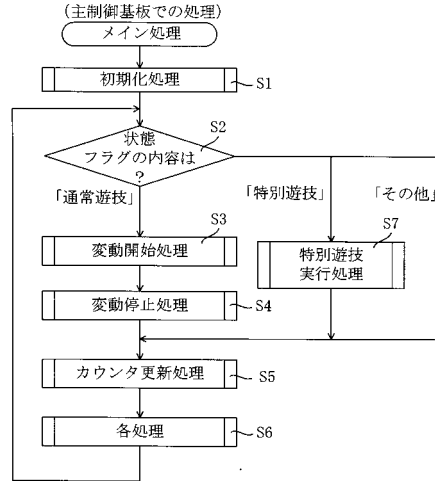 (主制御基板での処理)
メイン処理
初期化処理
S1
S2
状態
フラグの内容は
?
「通常遊技」
「特別遊技」
「その他」
S3
変動開始処理
S7
特別遊技
実行処理
変動停止処理
S4
カウンタ更新処理
S5
各処理
S6